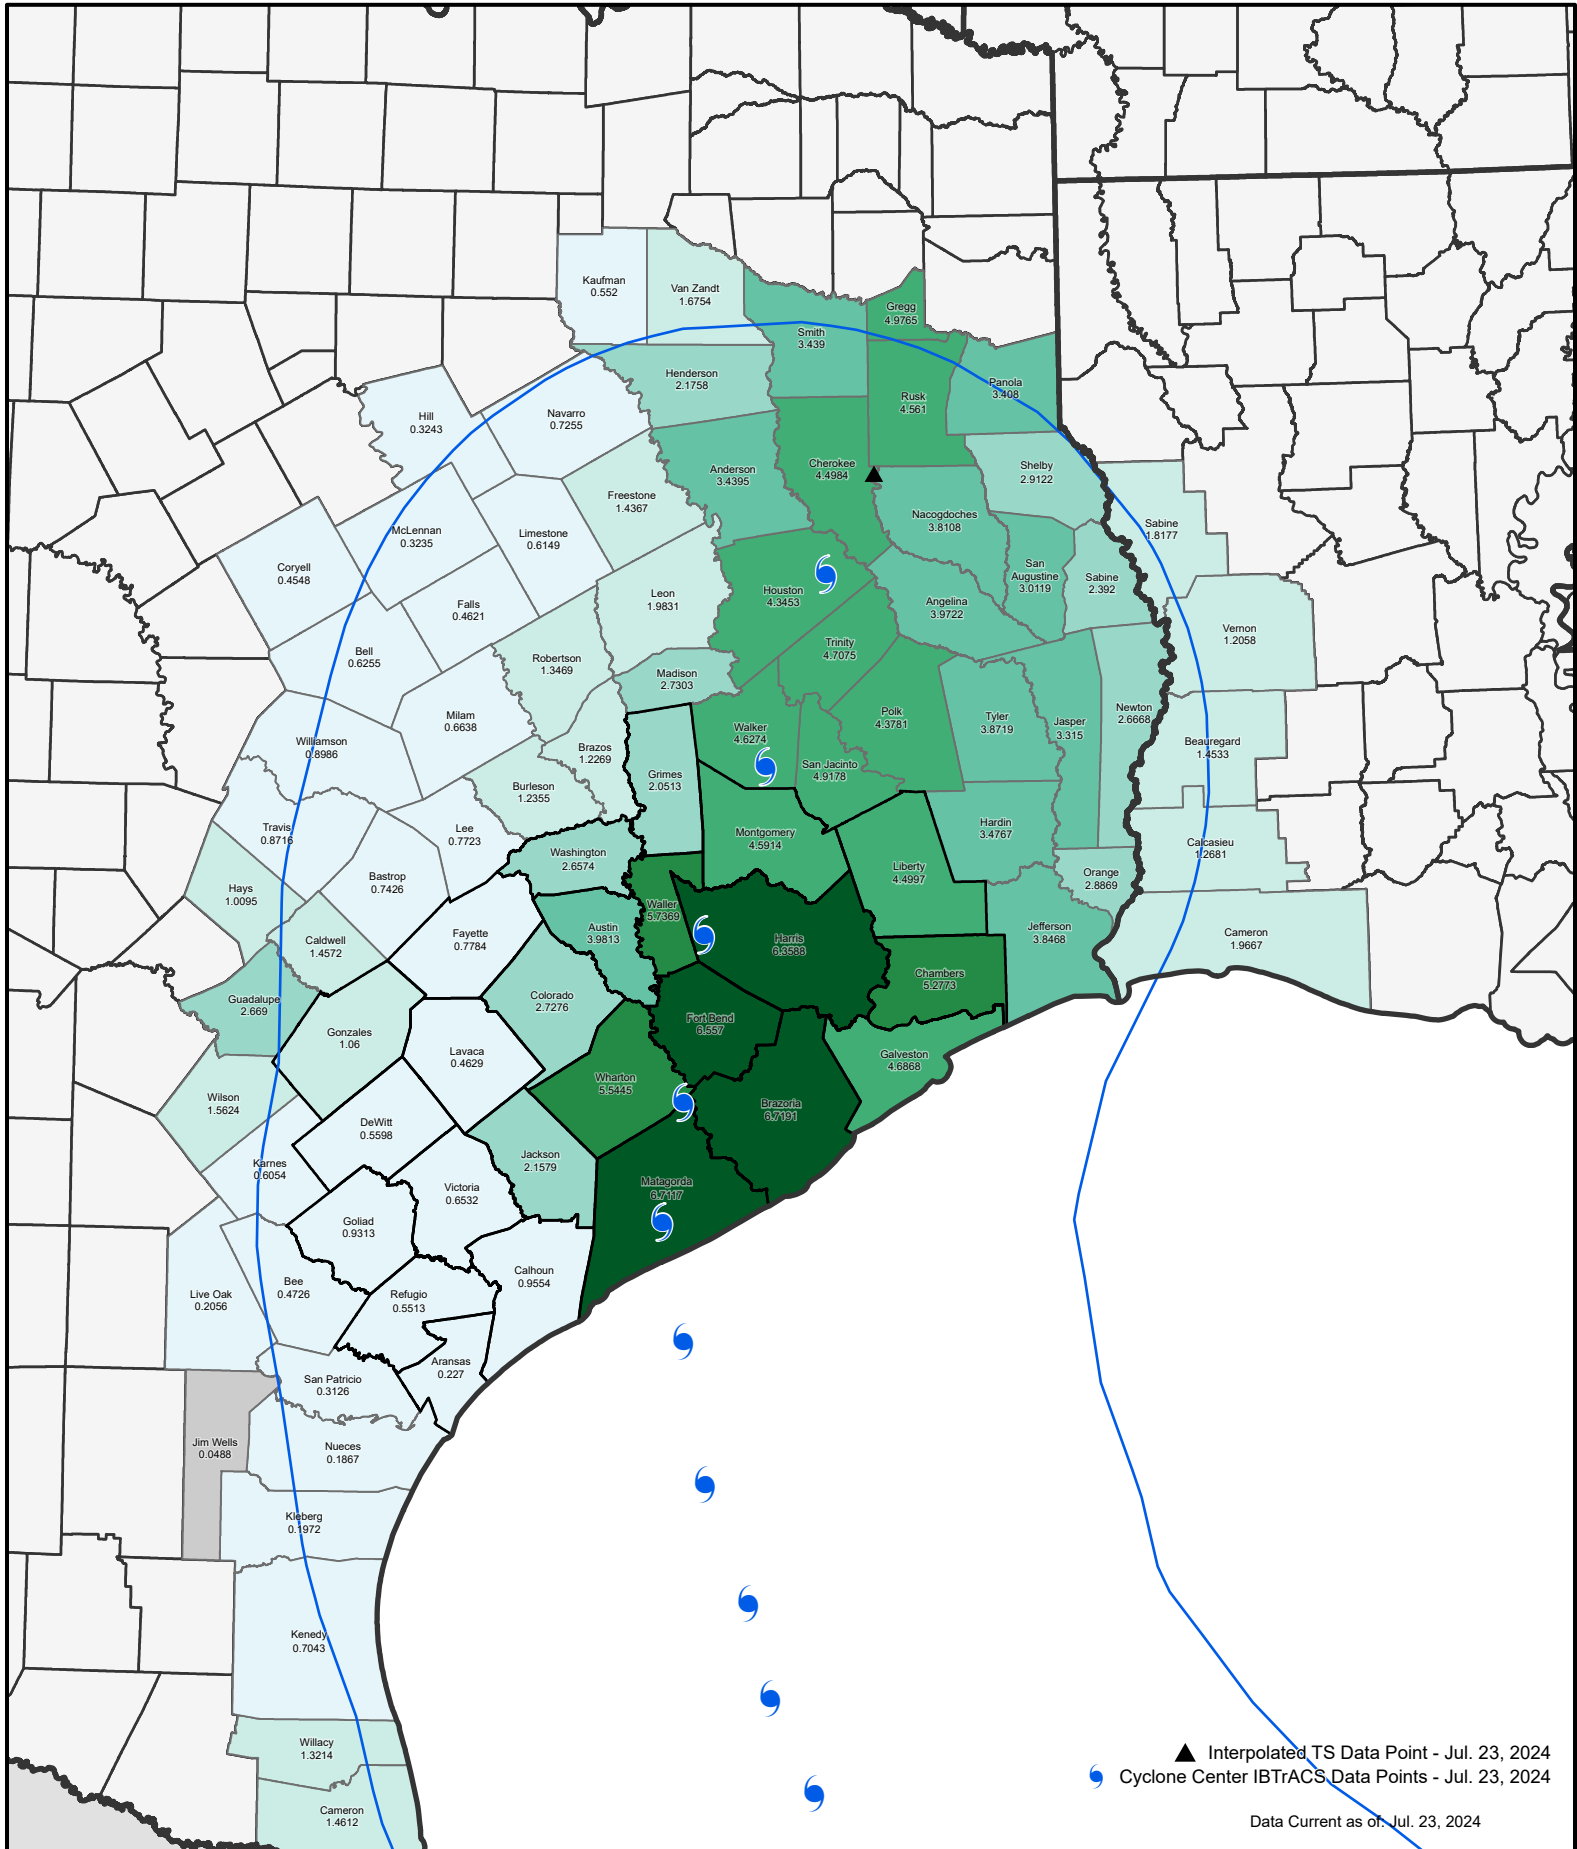 Kaufman
0.552
Van Zandt
1.6754
Gregg
4.9765
Smith
3.439
Henderson
2.1758
Panola
3.408
Rusk
4.561
Hill
0.3243
Navarro
0.7255
Cherokee
4.4984
Shelby
2.9122
Anderson
3.4395
Freestone
1.4367
Nacogdoches
3.8108
Sabine
1.8177
McLennan
0.3235
Limestone
0.6149
Coryell
0.4548
San
Augustine
3.0119
Sabine
2.392
Houston
4.3453
Leon
1.9831
Angelina
3.9722
Falls
0.4621
Vernon
1.2058
Trinity
4.7075
Bell
0.6255
Robertson
1.3469
Madison
2.7303
Milam
0.6638
Polk
4.3781
Tyler
3.8719
Jasper
3.315
Newton
2.6668
Walker
4.6274
Williamson
0.8986
Beauregard
1.4533
Brazos
1.2269
San Jacinto
4.9178
Grimes
2.0513
Burleson
1.2355
Travis
0.8716
Lee
0.7723
Montgomery
4.5914
Hardin
3.4767
Calcasieu
1.2681
Washington
2.6574
Liberty
4.4997
Orange
2.8869
Bastrop
0.7426
Hays
1.0095
Waller
5.7369
Austin
3.9813
Jefferson
3.8468
Fayette
0.7784
Cameron
1.9667
Harris
6.3588
Caldwell
1.4572
Chambers
5.2773
Colorado
2.7276
Guadalupe
2.669
Fort Bend
6.557
Gonzales
1.06
Lavaca
0.4629
Galveston
4.6868
Wharton
5.5445
Wilson
1.5624
Brazoria
6.7191
DeWitt
0.5598
Jackson
2.1579
Karnes
0.6054
Matagorda
6.7117
Victoria
0.6532
Goliad
0.9313
Calhoun
0.9554
Bee
0.4726
Live Oak
0.2056
Refugio
0.5513
Aransas
0.227
San Patricio
0.3126
Jim Wells
0.0488
Nueces
0.1867
Kleberg
0.1972
Kenedy
0.7043
Willacy
1.3214
Cameron
1.4612
Interpolated TS Data Point - Jul. 23, 2024
Cyclone Center IBTrACS Data Points - Jul. 23, 2024
Data Current as of: Jul. 23, 2024